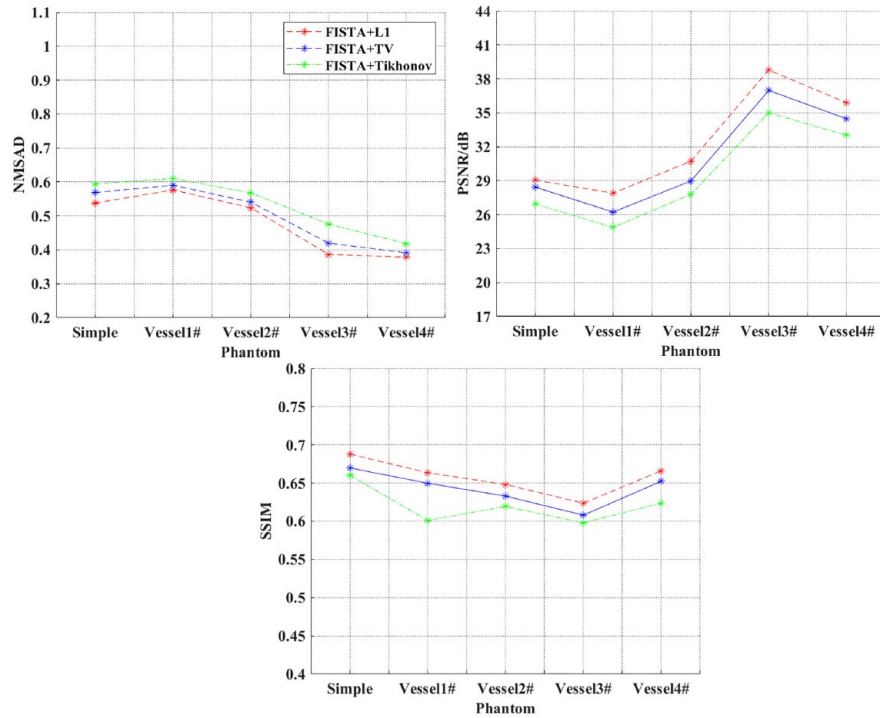 1.1
1
0.9
0.8
0.7
0.6
0.5
0.4
0.3
0.2
NMSAD
FISTA+L1
FISTA+TV
FISTA+Tikhonov
Simple Vessel1# Vessel2# Vessel3# Vessel4#
Phantom
44
41
38
35
32
29
26
23
20
17
PSNR/dB
Simple Vessel1# Vessel2# Vessel3# Vessel4#
Phantom
0.8
0.75
0.7
0.65
0.6
0.55
0.5
0.45
0.4
SSIM
Simple Vessel1# Vessel2# Vessel3# Vessel4#
Phantom